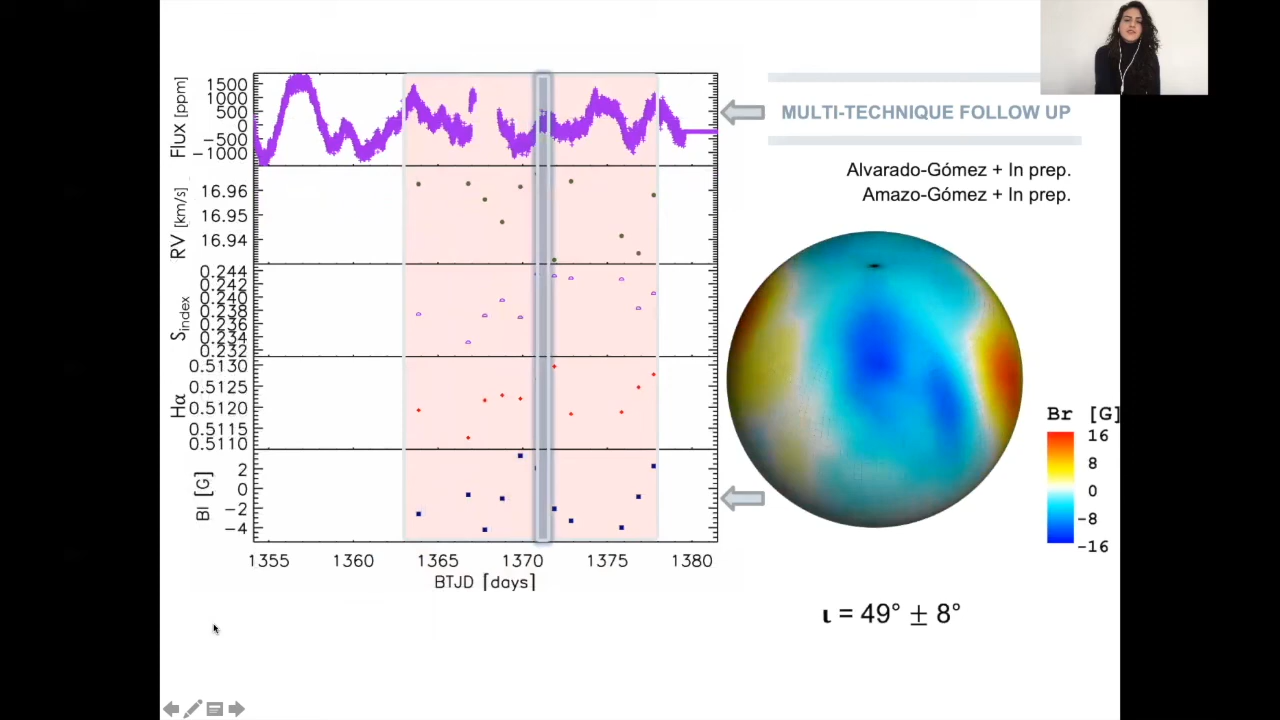 MULTI-TECHNIQUE FOLLOW UP
Alvarado-Gómez + In prep.
Amazo-Gómez + In prep.
Flux [ppm]
1500
1000
500
0
−500
−1000
RV [km/s]
16.96
16.95
16.94
Sindex
0.244
0.242
0.240
0.238
0.236
0.234
0.232
Hα
0.5130
0.5125
0.5120
0.5110
Bl [G]
2
0
−2
−4
1355 1360 1365 1370 1375 1380
BTJD [days]
Br [G]
16
8
0
-8
-16
ι = 49° ± 8°